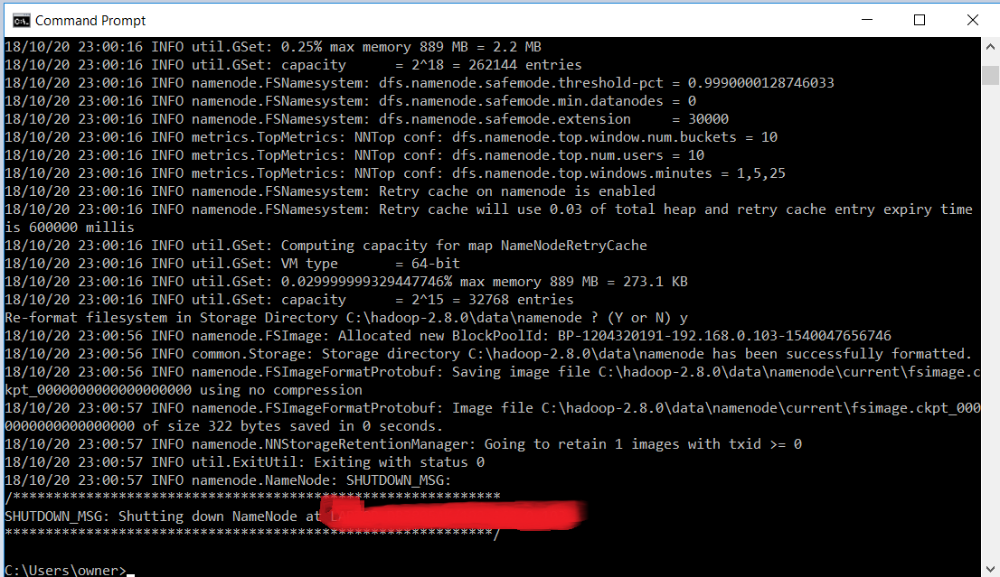 Command Prompt
18/10/20 23:00:16 INFO util.GSet: 0.25% max memory 889 MB = 2.2 MB
18/10/20 23:00:16 INFO util.GSet: capacity      = 2^18 = 262144 entries
18/10/20 23:00:16 INFO namenode.FSNamesystem: dfs.namenode.safemode.threshold-pct = 0.9990000128746033
18/10/20 23:00:16 INFO namenode.FSNamesystem: dfs.namenode.safemode.min.datanodes = 0
18/10/20 23:00:16 INFO namenode.FSNamesystem: dfs.namenode.safemode.extension     = 30000
18/10/20 23:00:16 INFO metrics.TopMetrics: NNTop conf: dfs.namenode.top.window.num.buckets = 10
18/10/20 23:00:16 INFO metrics.TopMetrics: NNTop conf: dfs.namenode.top.num.users = 10
18/10/20 23:00:16 INFO metrics.TopMetrics: NNTop conf: dfs.namenode.top.windows.minutes = 1,5,25
18/10/20 23:00:16 INFO namenode.FSNamesystem: Retry cache on namenode is enabled
18/10/20 23:00:16 INFO namenode.FSNamesystem: Retry cache will use 0.03 of total heap and retry cache entry expiry time
is 600000 millis
18/10/20 23:00:16 INFO util.GSet: Computing capacity for map NameNodeRetryCache
18/10/20 23:00:16 INFO util.GSet: VM type       = 64-bit
18/10/20 23:00:16 INFO util.GSet: 0.029999999329447746% max memory 889 MB = 273.1 KB
18/10/20 23:00:16 INFO util.GSet: capacity      = 2^15 = 32768 entries
Re-format filesystem in Storage Directory C:\hadoop-2.8.0\data\namenode ? (Y or N) y
18/10/20 23:00:56 INFO namenode.FSImage: Allocated new BlockPoolId: BP-1204320191-192.168.0.103-1540047656746
18/10/20 23:00:56 INFO common.Storage: Storage directory C:\hadoop-2.8.0\data\namenode has been successfully formatted.
18/10/20 23:00:56 INFO namenode.FSImageFormatProtobuf: Saving image file C:\hadoop-2.8.0\data\namenode\current\fsimage.c
kpt_0000000000000000000 using no compression
18/10/20 23:00:57 INFO namenode.FSImageFormatProtobuf: Image file C:\hadoop-2.8.0\data\namenode\current\fsimage.ckpt_000
0000000000000000 of size 322 bytes saved in 0 seconds.
18/10/20 23:00:57 INFO namenode.NNStorageRetentionManager: Going to retain 1 images with txid >= 0
18/10/20 23:00:57 INFO util.ExitUtil: Exiting with status 0
18/10/20 23:00:57 INFO namenode.NameNode: SHUTDOWN_MSG:
/************************************************************
SHUTDOWN_MSG: Shutting down NameNode at
************************************************************/
C:\Users\owner>